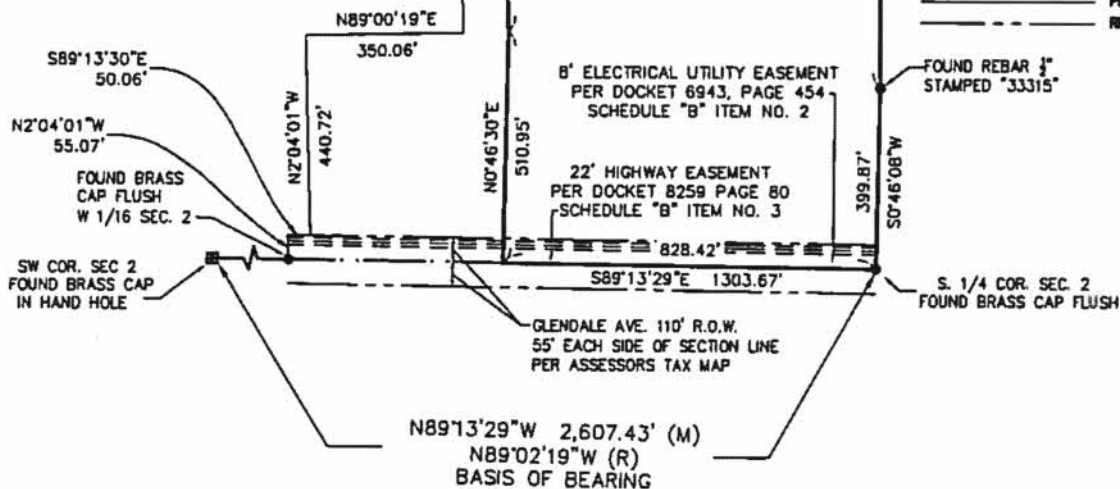 N89°00'19"E
350.06'
S89°13'30"E
50.06'
N2°04'01"W
55.07'
N2°04'01"W
440.72'
N0°46'30"E
510.95'
8' ELECTRICAL UTILITY EASEMENT
PER DOCKET 6943, PAGE 454
SCHEDULE "B" ITEM NO. 2
FOUND REBAR ½"
STAMPED "33315"
399.87'
S0°46'08"W
FOUND BRASS
CAP FLUSH
W 1/16 SEC. 2
22' HIGHWAY EASEMENT
PER DOCKET 8259 PAGE 80
SCHEDULE "B" ITEM NO. 3
828.42'
SW COR. SEC 2
FOUND BRASS CAP
IN HAND HOLE
S89°13'29"E 1303.67'
S. 1/4 COR. SEC. 2
FOUND BRASS CAP FLUSH
GLENDALE AVE. 110' R.O.W.
55' EACH SIDE OF SECTION LINE
PER ASSESSORS TAX MAP
N89°13'29"W 2,607.43' (M)
N89°02'19"W (R)
BASIS OF BEARING